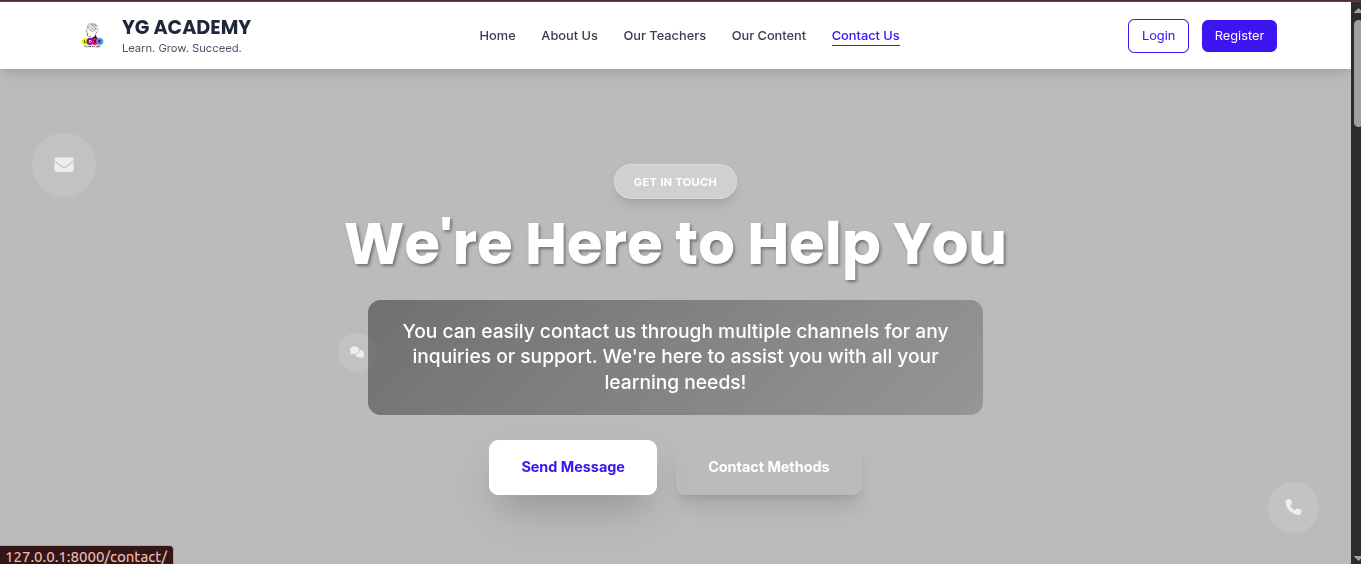 YG ACADEMY
Learn. Grow. Succeed.
Home
About Us
Our Teachers
Our Content
Contact Us
Login
Register
GET IN TOUCH
We're Here to Help You
You can easily contact us through multiple channels for any
inquiries or support. We're here to assist you with all your
learning needs!
Send Message
Contact Methods
127.0.0.1:8000/contact/